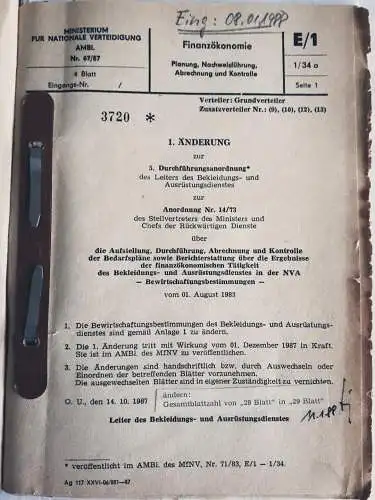 Eing: 08.01.1988
MINISTERIUM
FÜR NATIONALE VERTEIDIGUNG
AMBl.
Nr. 67/87
4 Blatt
Eingangs-Nr. /
Finanzökonomie
Planung, Nachweisführung,
Abrechnung und Kontrolle
E/1
1/34 a
Seite 1
Verteiler: Grundverteiler
Zusatzverteiler Nr.: (9), (10), (12), (13)
3720 *
1. ÄNDERUNG
zur
5. Durchführungsanordnung*
des Leiters des Bekleidungs- und
Ausrüstungsdienstes
zur
Anordnung Nr. 14/73
des Stellvertreters des Ministers und
Chefs der Rückwärtigen Dienste
über
die Aufstellung, Durchführung, Abrechnung und Kontrolle
der Bedarfspläne sowie Berichterstattung über die Ergebnisse
der finanzökonomischen Tätigkeit
des Bekleidungs- und Ausrüstungsdienstes in der NVA
— Bewirtschaftungsbestimmungen —
vom 01. August 1983
1. Die Bewirtschaftungsbestimmungen des Bekleidungs- und Ausrüstungs-
dienstes sind gemäß Anlage 1 zu ändern.
2. Die 1. Änderung tritt mit Wirkung vom 01. Dezember 1987 in Kraft.
Sie ist im AMBl. des MfNV zu veröffentlichen.
3. Die Änderungen sind handschriftlich bzw. durch Auswechseln oder
Einordnen der betreffenden Blätter vorzunehmen.
Die ausgewechselten Blätter sind in eigener Zuständigkeit zu vernichten.
O. U., den 14. 10. 1987
ändern:
Gesamtblattzahl von "28 Blatt" in "29 Blatt"
Leiter des Bekleidungs- und Ausrüstungsdienstes
* veröffentlicht im AMBl. des MfNV, Nr. 71/83, E/1 — 1/34.
Ag 117 XXVI-06/881—87